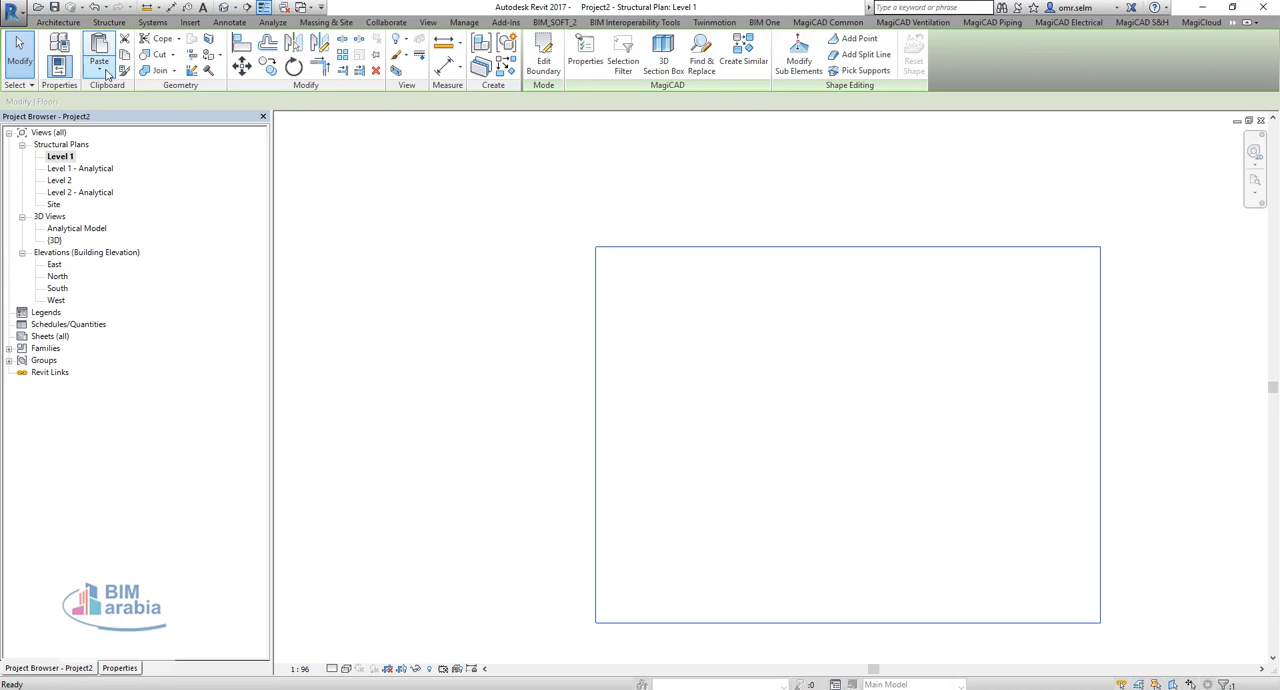 Autodesk Revit 2017 - Project2 - Structural Plan: Level 1
Type a keyword or phrase
omr.selm
Architecture Structure Systems Insert Annotate Analyze Massing & Site Collaborate View Manage Add-Ins BIM_SOFT_2 BIM Interoperability Tools Twinmotion BIM One MagiCAD Common MagiCAD Ventilation MagiCAD Piping MagiCAD Electrical MagiCAD S&H MagiCloud
Modify
Paste
Cope
Cut
Join
Edit Boundary
Properties
Selection Filter
3D Section Box
Find & Replace
Create Similar
Modify Sub Elements
Add Point
Add Split Line
Pick Supports
Reset Shape
Select Properties Clipboard Geometry Modify View Measure Create Mode MagiCAD Shape Editing
Modify | Floors
Project Browser - Project2
Views (all)
Structural Plans
Level 1
Level 1 - Analytical
Level 2
Level 2 - Analytical
Site
3D Views
Analytical Model
{3D}
Elevations (Building Elevation)
East
North
South
West
Legends
Schedules/Quantities
Sheets (all)
Families
Groups
Revit Links
BIM
arabia
Project Browser - Project2 Properties
1 : 96
Ready
:0
Main Model
:1